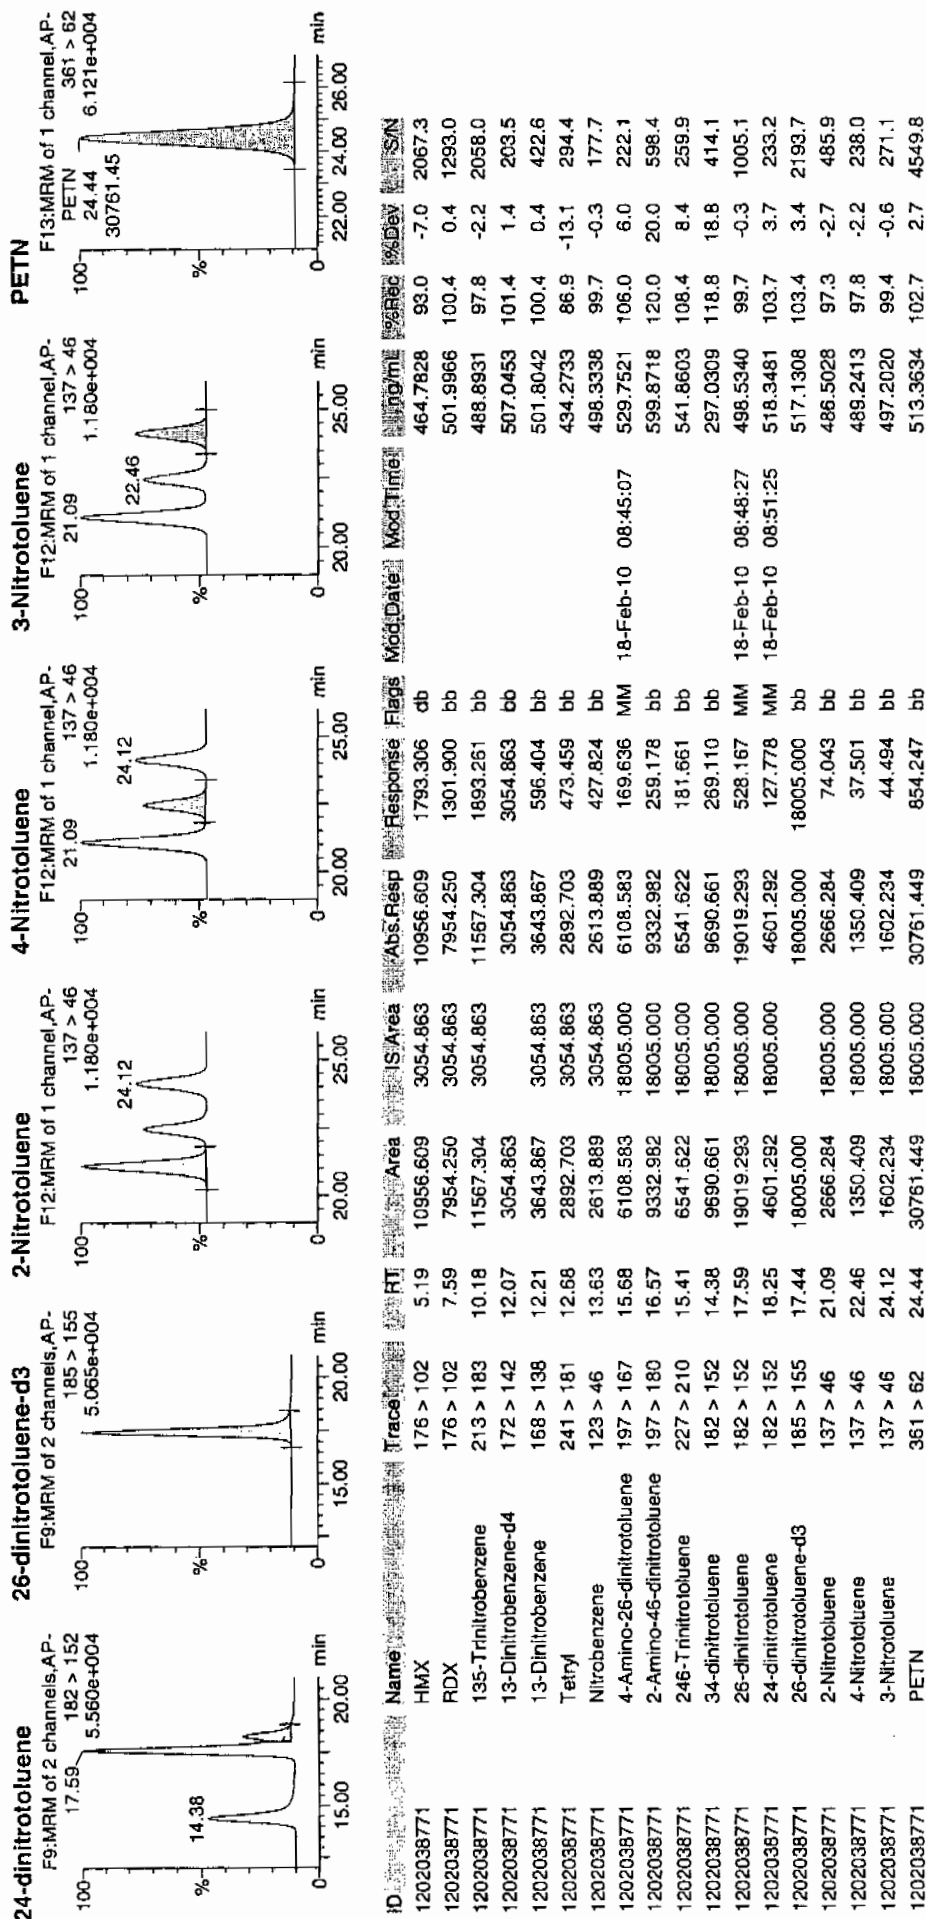 24-dinitrotoluene
F9:MRM of 2 channels,AP-
182 > 152
5.560e+004
17.59
14.38
100
%
0
15.00 20.00 min
26-dinitrotoluene-d3
F9:MRM of 2 channels,AP-
185 > 155
5.065e+004
100
%
0
15.00 20.00 min
2-Nitrotoluene
F12:MRM of 1 channel,AP-
137 > 46
1.180e+004
24.12
100
%
0
20.00 25.00 min
4-Nitrotoluene
F12:MRM of 1 channel,AP-
21.09 137 > 46
1.180e+004
24.12
100
%
0
20.00 25.00 min
3-Nitrotoluene
F12:MRM of 1 channel,AP-
21.09 137 > 46
1.180e+004
22.46
100
%
0
20.00 25.00 min
PETN
F13:MRM of 1 channel,AP-
PETN 361 > 62
24.44 6.121e+004
30761.45
100
%
0
22.00 24.00 26.00 min
ID Name Trace RT Area IS Area Abs.Resp Response Flags Mod.Date Mod.Time ng/mL %Rec %Dev S/N
1202038771 HMX 176 > 102 5.19 10956.609 3054.863 10956.609 1793.306 db 464.7828 93.0 -7.0 2067.3
1202038771 RDX 176 > 102 7.59 7954.250 3054.863 7954.250 1301.900 bb 501.9966 100.4 0.4 1293.0
1202038771 135-Trinitrobenzene 213 > 183 10.18 11567.304 3054.863 11567.304 1893.261 bb 488.8931 97.8 -2.2 2058.0
1202038771 13-Dinitrobenzene-d4 172 > 142 12.07 3054.863 3054.863 3054.863 bb 507.0453 101.4 1.4 203.5
1202038771 13-Dinitrobenzene 168 > 138 12.21 3643.867 3054.863 3643.867 596.404 bb 501.8042 100.4 0.4 422.6
1202038771 Tetryl 241 > 181 12.68 2892.703 3054.863 2892.703 473.459 bb 434.2733 86.9 -13.1 294.4
1202038771 Nitrobenzene 123 > 46 13.63 2613.889 3054.863 2613.889 427.824 bb 498.3338 99.7 -0.3 177.7
1202038771 4-Amino-26-dinitrotoluene 197 > 167 15.68 6108.583 18005.000 6108.583 169.636 MM 18-Feb-10 08:45:07 529.7521 106.0 6.0 222.1
1202038771 2-Amino-46-dinitrotoluene 197 > 180 16.57 9332.982 18005.000 9332.982 259.178 bb 599.8718 120.0 20.0 598.4
1202038771 246-Trinitrotoluene 227 > 210 15.41 6541.622 18005.000 6541.622 181.661 bb 541.8603 108.4 8.4 259.9
1202038771 34-dinitrotoluene 182 > 152 14.38 9690.661 18005.000 9690.661 269.110 bb 297.0309 118.8 18.8 414.1
1202038771 26-dinitrotoluene 182 > 152 17.59 19019.293 18005.000 19019.293 528.167 MM 18-Feb-10 08:48:27 498.5340 99.7 -0.3 1005.1
1202038771 24-dinitrotoluene 182 > 152 18.25 4601.292 18005.000 4601.292 127.778 MM 18-Feb-10 08:51:25 518.3481 103.7 3.7 233.2
1202038771 26-dinitrotoluene-d3 185 > 155 17.44 18005.000 18005.000 18005.000 bb 517.1308 103.4 3.4 2193.7
1202038771 2-Nitrotoluene 137 > 46 21.09 2666.284 18005.000 2666.284 74.043 bb 486.5028 97.3 -2.7 485.9
1202038771 4-Nitrotoluene 137 > 46 22.46 1350.409 18005.000 1350.409 37.501 bb 489.2413 97.8 -2.2 238.0
1202038771 3-Nitrotoluene 137 > 46 24.12 1602.234 18005.000 1602.234 44.494 bb 497.2020 99.4 -0.6 271.1
1202038771 PETN 361 > 62 24.44 30761.449 18005.000 30761.449 854.247 bb 513.3634 102.7 2.7 4549.8